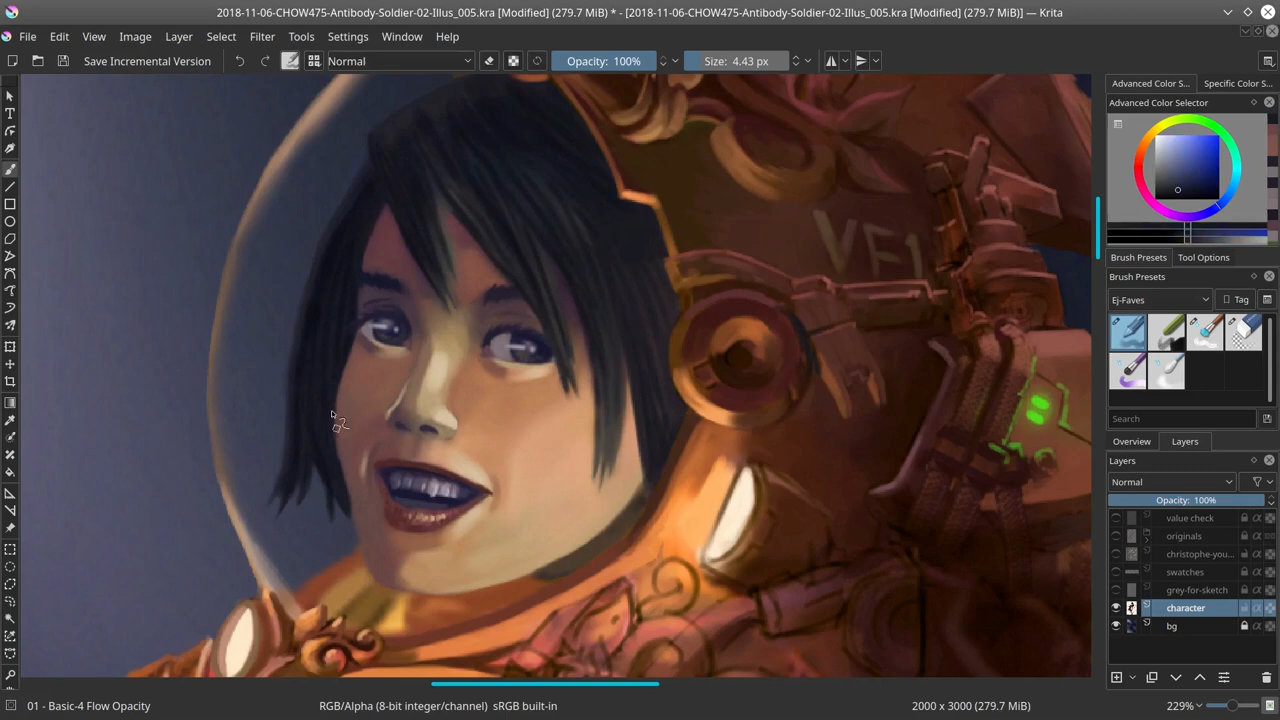 2018-11-06-CHOW475-Antibody-Soldier-02-Illus_005.kra [Modified] (279.7 MiB) * - [2018-11-06-CHOW475-Antibody-Soldier-02-Illus_005.kra [Modified] (279.7 MiB)] — Krita
File Edit View Image Layer Select Filter Tools Settings Window Help
Save Incremental Version Normal Opacity: 100% Size: 4.43 px
Advanced Color S... Specific Color S...
Advanced Color Selector
VF1
Brush Presets Tool Options
Brush Presets
Ej-Faves Tag
Search
Overview Layers
Layers
Normal
Opacity: 100%
value check
originals
christophe-you...
swatches
grey-for-sketch
character
bg
01 - Basic-4 Flow Opacity RGB/Alpha (8-bit integer/channel) sRGB built-in 2000 x 3000 (279.7 MiB) 229%